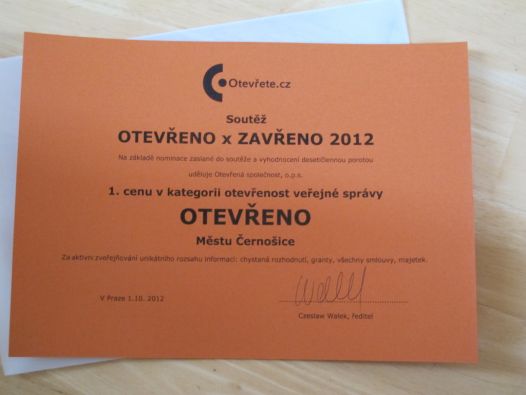 Otevřete.cz
Soutěž
OTEVŘENO x ZAVŘENO 2012
Na základě nominace zaslané do soutěže a vyhodnocení desetičlennou porotou
uděluje Otevřená společnost, o.p.s.
1. cenu v kategorii otevřenost veřejné správy
OTEVŘENO
Městu Černošice
Za aktivní zveřejňování unikátního rozsahu informací: chystaná rozhodnutí, granty, všechny smlouvy, majetek.
V Praze 1.10. 2012
Czeslaw Walek, ředitel